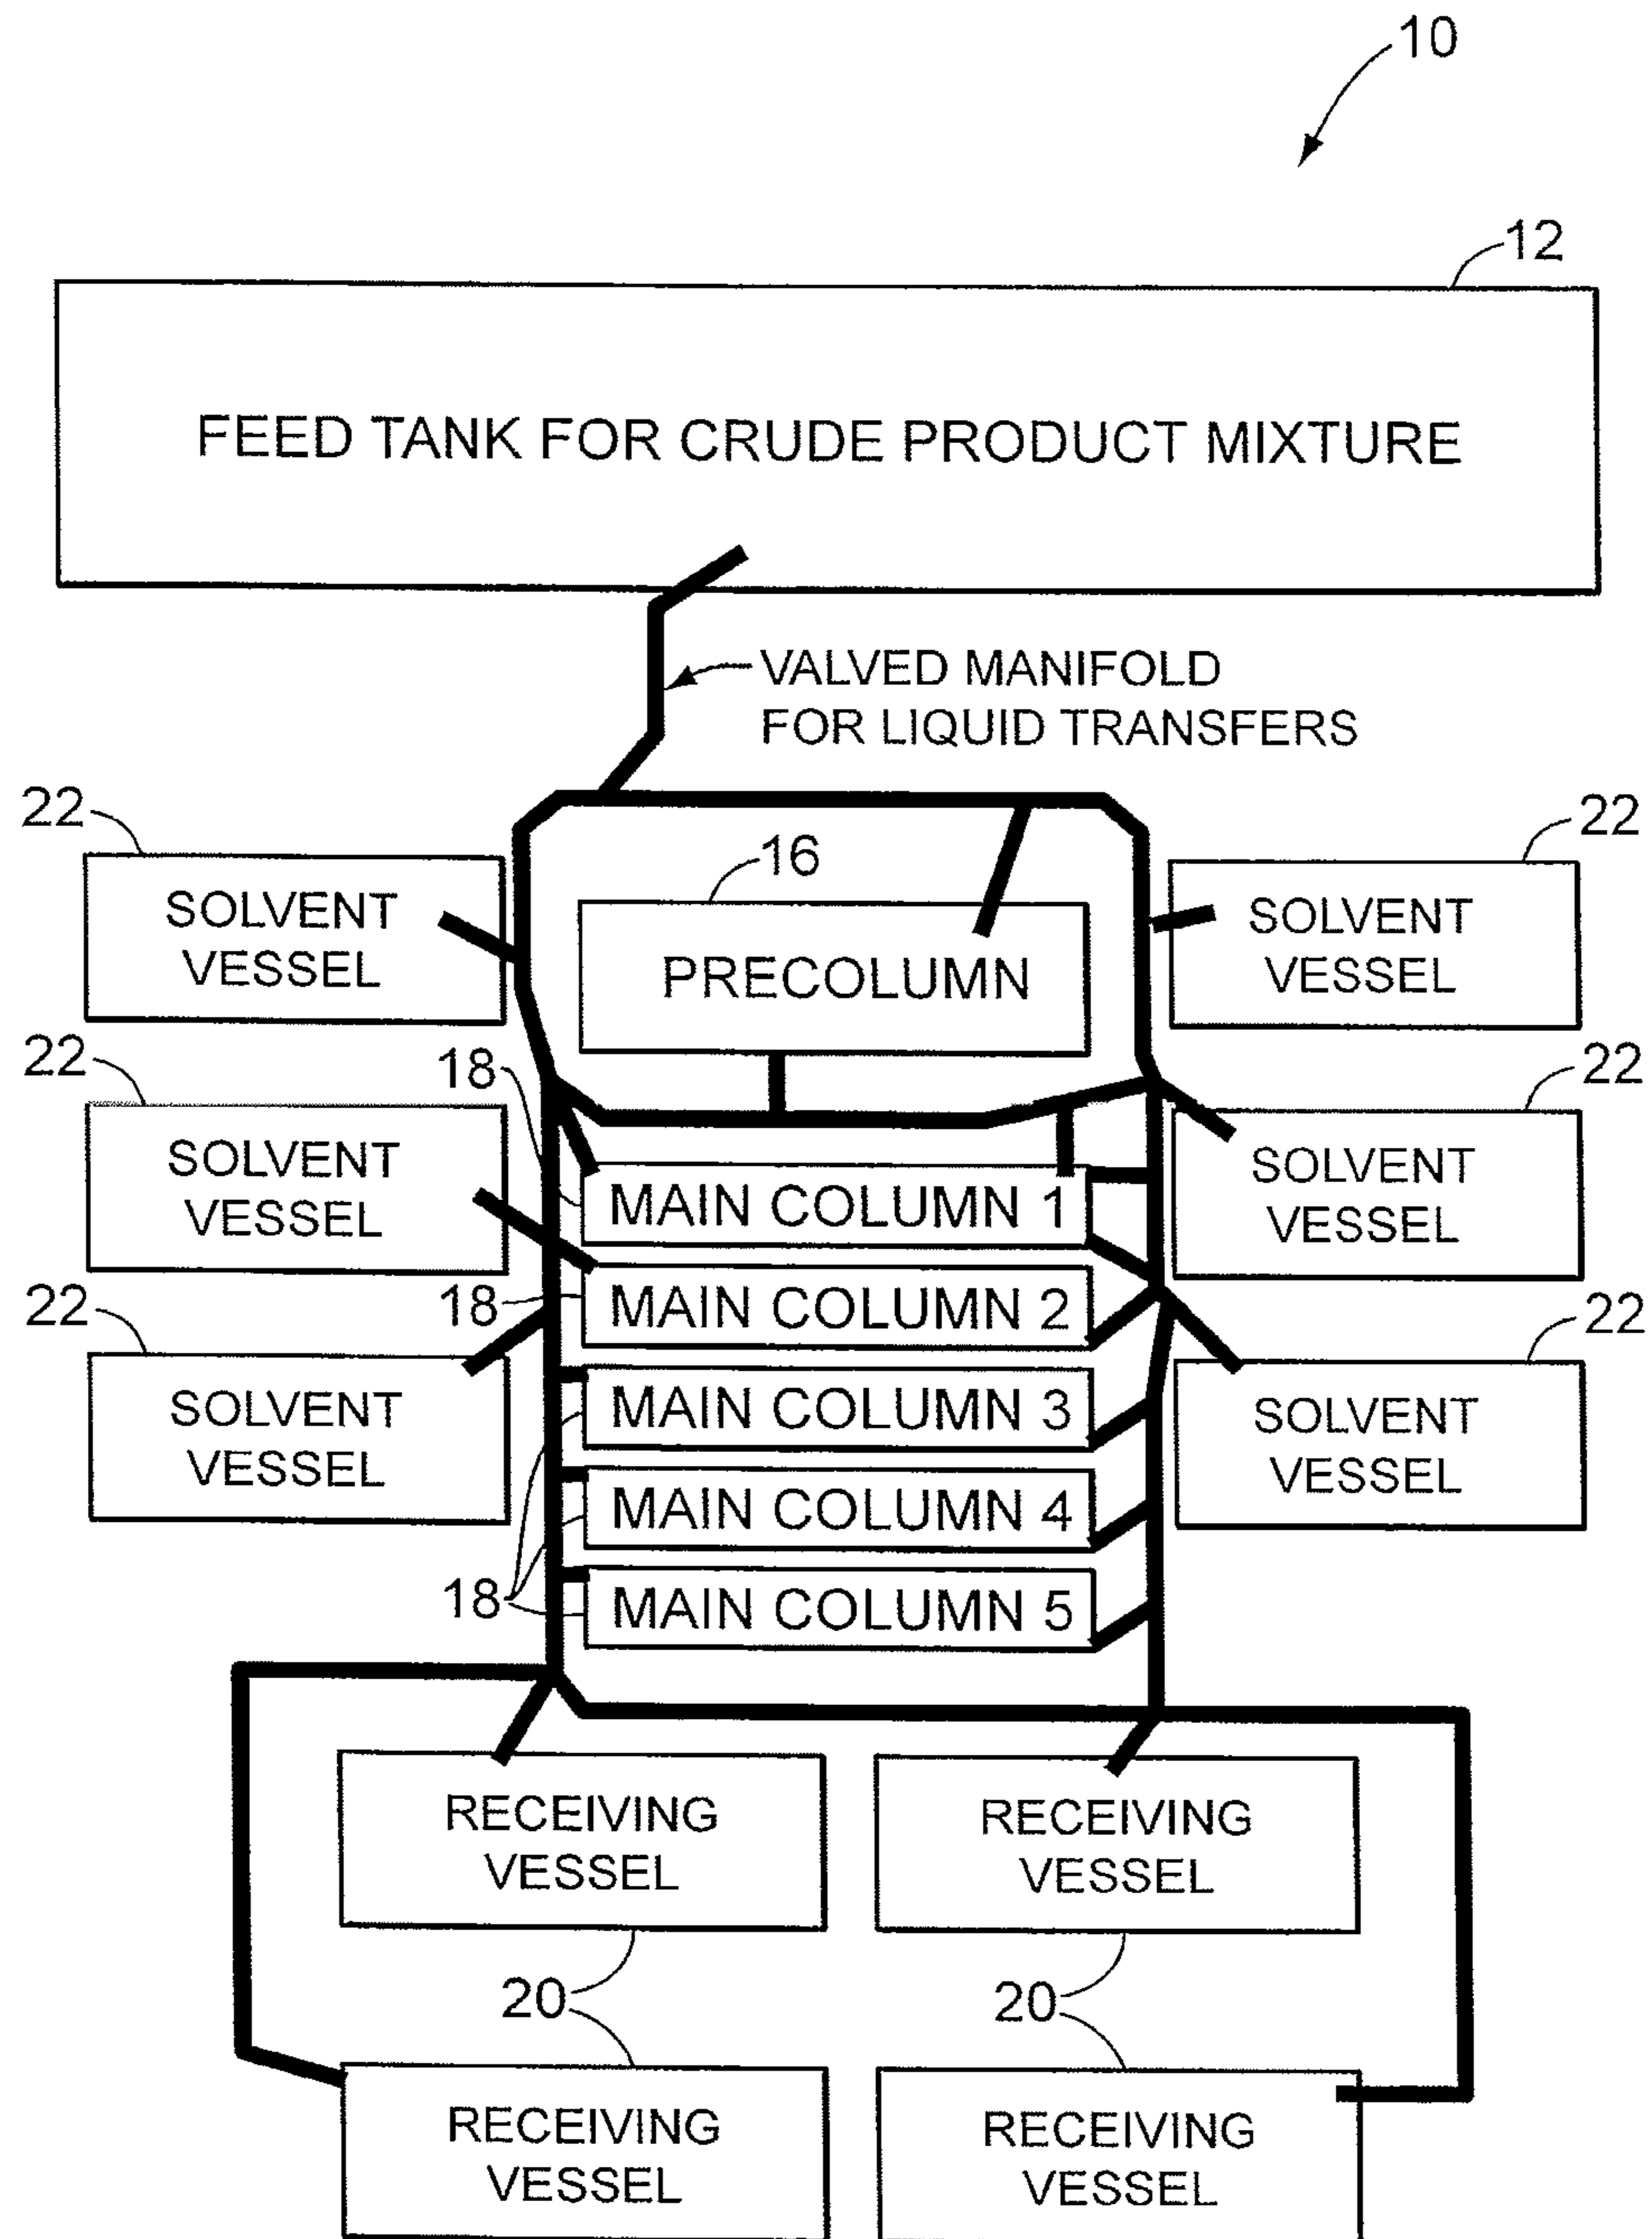 10
12
FEED TANK FOR CRUDE PRODUCT MIXTURE
VALVED MANIFOLD
FOR LIQUID TRANSFERS
22
SOLVENT
VESSEL
16
PRECOLUMN
22
SOLVENT
VESSEL
22
SOLVENT
VESSEL
18
22
SOLVENT
VESSEL
MAIN COLUMN 1
18
MAIN COLUMN 2
22
SOLVENT
VESSEL
22
SOLVENT
VESSEL
MAIN COLUMN 3
MAIN COLUMN 4
18
MAIN COLUMN 5
RECEIVING
VESSEL
RECEIVING
VESSEL
20
20
RECEIVING
VESSEL
RECEIVING
VESSEL